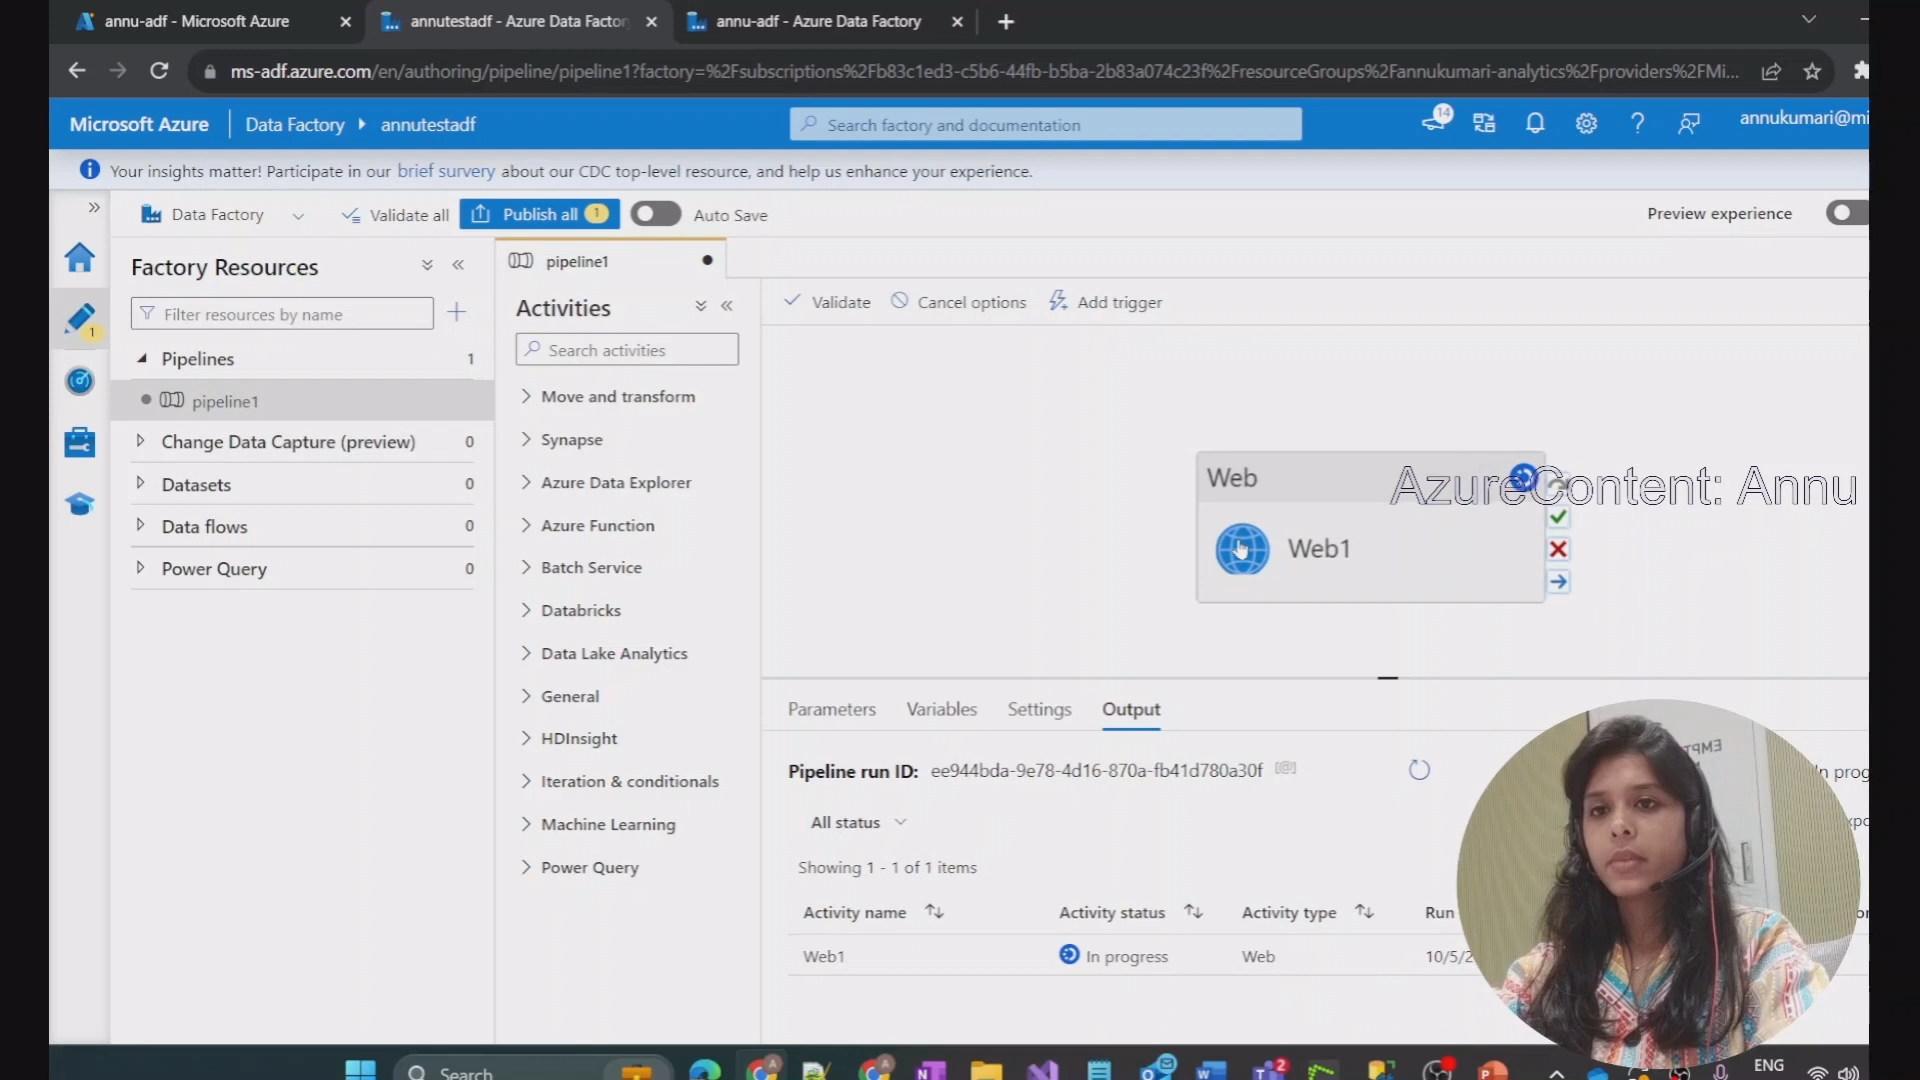 annu-adf - Microsoft Azure
annutestadf - Azure Data Factor
annu-adf - Azure Data Factory
ms-adf.azure.com/en/authoring/pipeline/pipeline1?factory=%2Fsubscriptions%2Fb83c1ed3-c5b6-44fb-b5ba-2b83a074c23f%2FresourceGroups%2Fannukumari-analytics%2Fproviders%2FMi...
Microsoft Azure
Data Factory
annutestadf
Search factory and documentation
14
annukumari@mi
Your insights matter! Participate in our brief survey about our CDC top-level resource, and help us enhance your experience.
Data Factory
Validate all
Publish all 1
Auto Save
Preview experience
Factory Resources
Filter resources by name
1
Pipelines 1
pipeline1
Change Data Capture (preview) 0
Datasets 0
Data flows 0
Power Query 0
pipeline1
Activities
Search activities
Move and transform
Synapse
Azure Data Explorer
Azure Function
Batch Service
Databricks
Data Lake Analytics
General
HDInsight
Iteration & conditionals
Machine Learning
Power Query
Validate
Cancel options
Add trigger
Web
AzureContent: Annu
Web1
Parameters
Variables
Settings
Output
Pipeline run ID: ee944bda-9e78-4d16-870a-fb41d780a30f
In prog
All status
Showing 1 - 1 of 1 items
Activity name
Activity status
Activity type
Run
Web1
In progress
Web
10/5/2
Search
2
ENG